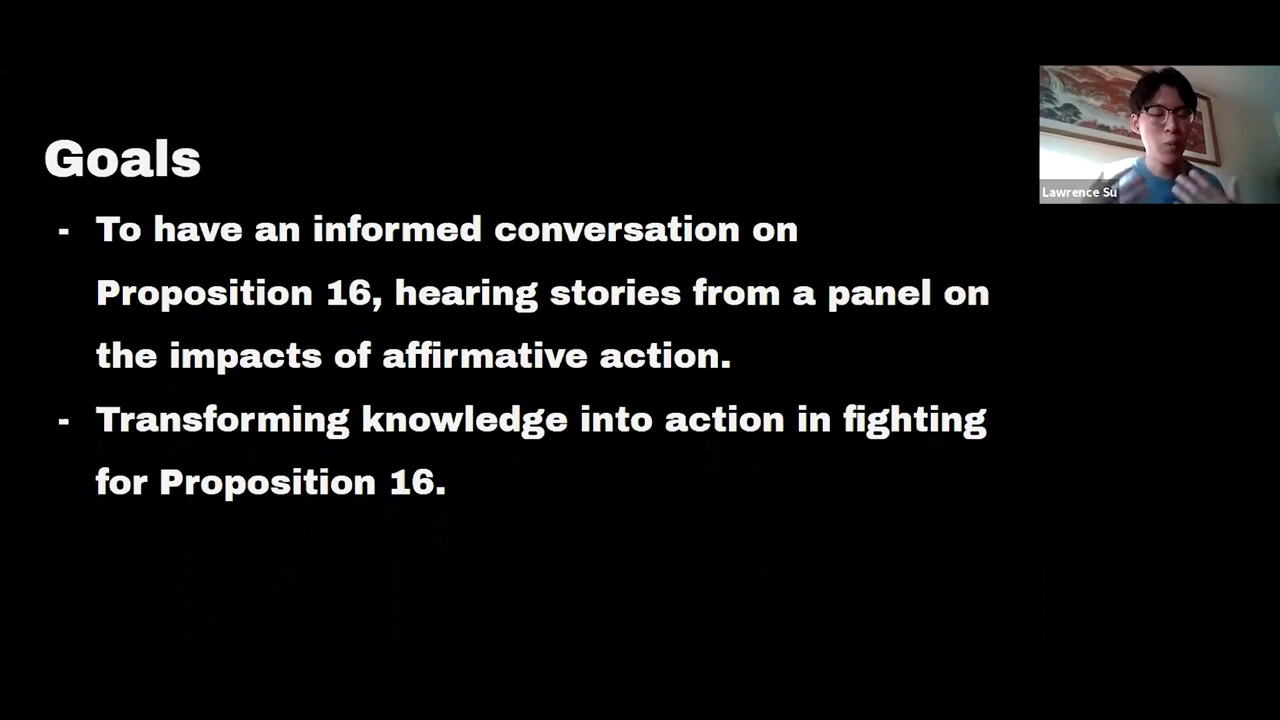 Goals
- To have an informed conversation on
Proposition 16, hearing stories from a panel on
the impacts of affirmative action.
- Transforming knowledge into action in fighting
for Proposition 16.
Lawrence Su